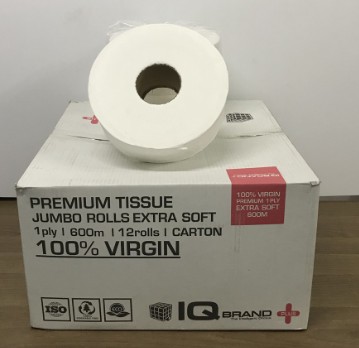 PREMIUM TISSUE
JUMBO ROLLS EXTRA SOFT
1ply | 600m | 12rolls | CARTON
100% VIRGIN
100% VIRGIN
PREMIUM 1 PLY
EXTRA SOFT
600M
ISO
IQ BRAND